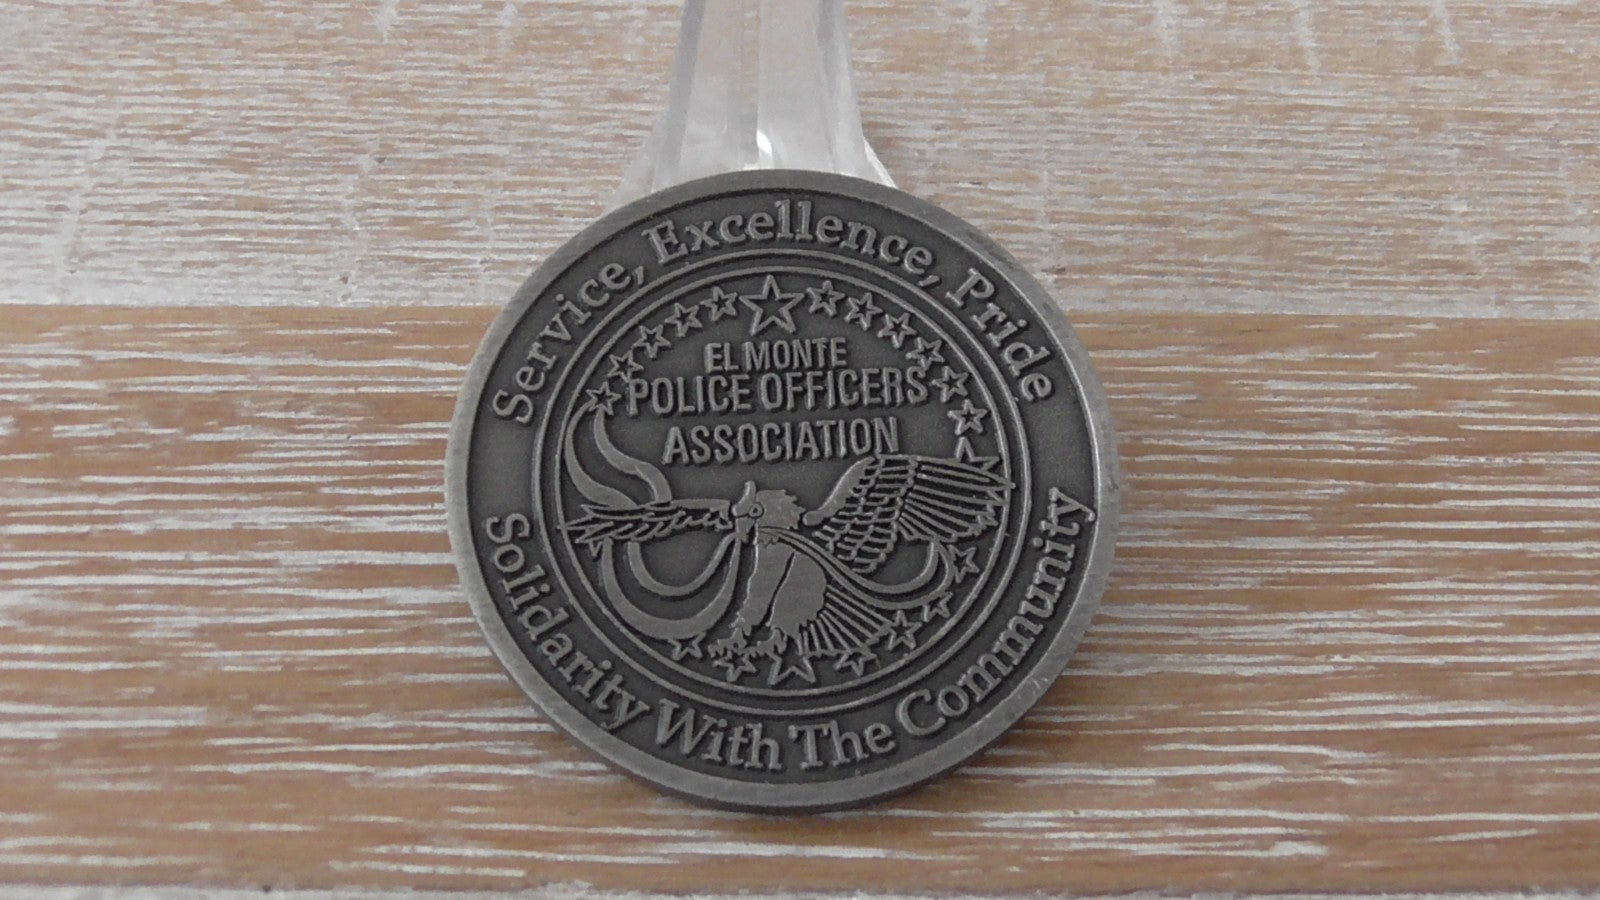 Service, Excellence, Pride
EL MONTE
POLICE OFFICERS
ASSOCIATION
Solidarity With The Community